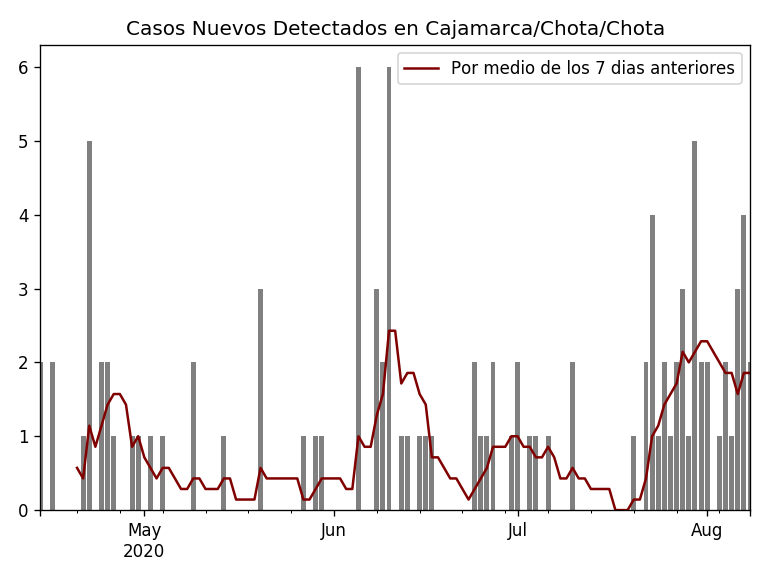 Casos Nuevos Detectados en Cajamarca/Chota/Chota
Por medio de los 7 dias anteriores
6
5
4
3
2
1
0
May
2020
Jun
Jul
Aug